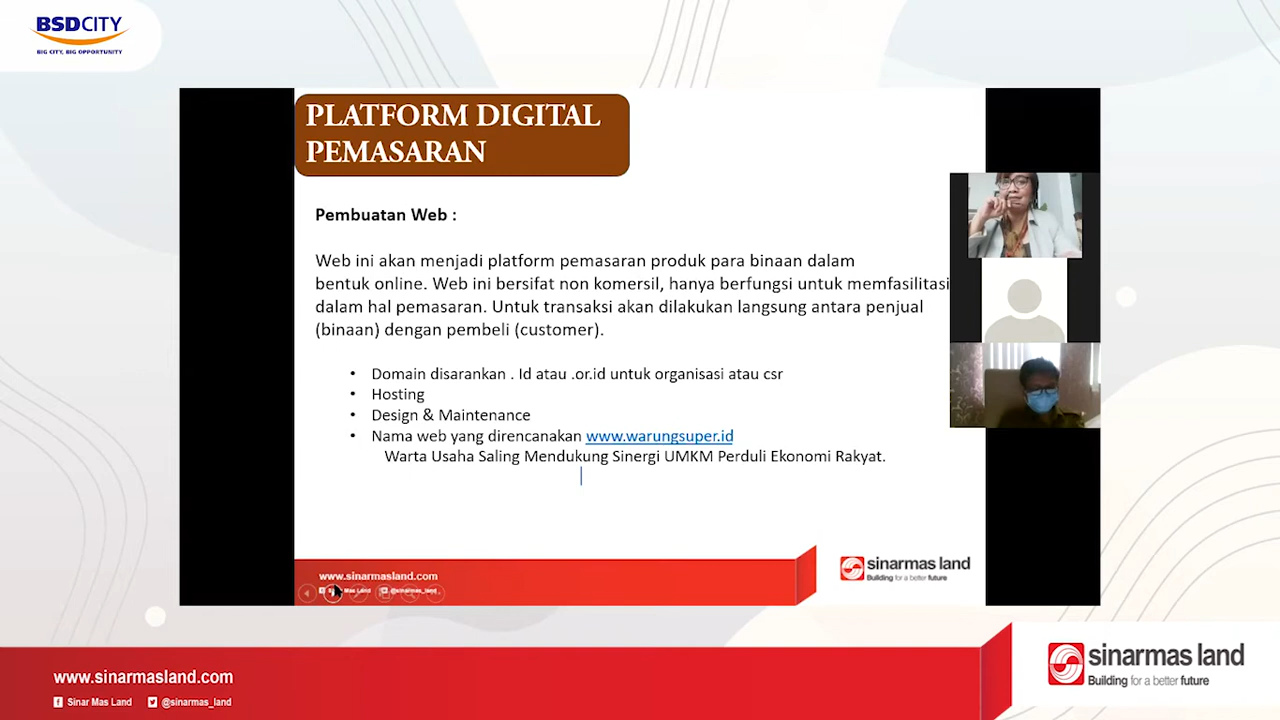 BSDCITY
BIG CITY, BIG OPPORTUNITY
PLATFORM DIGITAL
PEMASARAN
Pembuatan Web :
Web ini akan menjadi platform pemasaran produk para binaan dalam
bentuk online. Web ini bersifat non komersil, hanya berfungsi untuk memfasilitasi
dalam hal pemasaran. Untuk transaksi akan dilakukan langsung antara penjual
(binaan) dengan pembeli (customer).
• Domain disarankan . Id atau .or.id untuk organisasi atau csr
• Hosting
• Design & Maintenance
• Nama web yang direncanakan www.warungsuper.id
Warta Usaha Saling Mendukung Sinergi UMKM Perduli Ekonomi Rakyat.
www.sinarmasland.com
Mas Land @sinarmas_land
sinarmas land
Building for a better future
www.sinarmasland.com
Sinar Mas Land @sinarmas_land
sinarmas land
Building for a better future